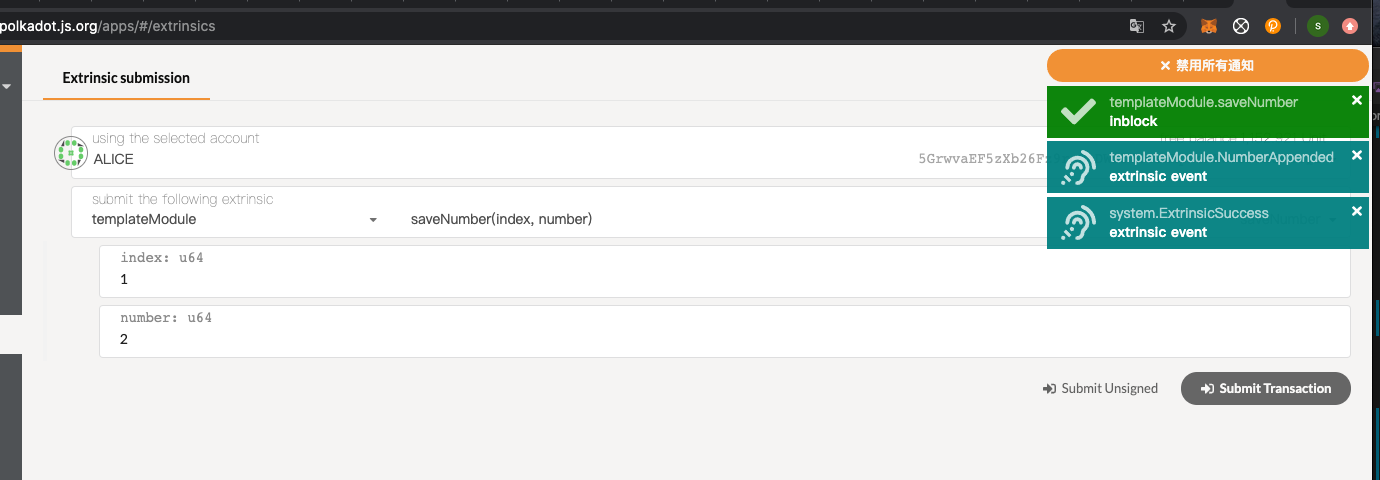 polkadot.js.org/apps/#/extrinsics
S
Extrinsic submission
禁用所有通知
templateModule.saveNumber
inblock
templateModule.NumberAppended
extrinsic event
system.ExtrinsicSuccess
extrinsic event
using the selected account
ALICE
5GrwvaEF5zXb26F
submit the following extrinsic
templateModule
saveNumber(index, number)
index: u64
1
number: u64
2
Submit Unsigned
Submit Transaction